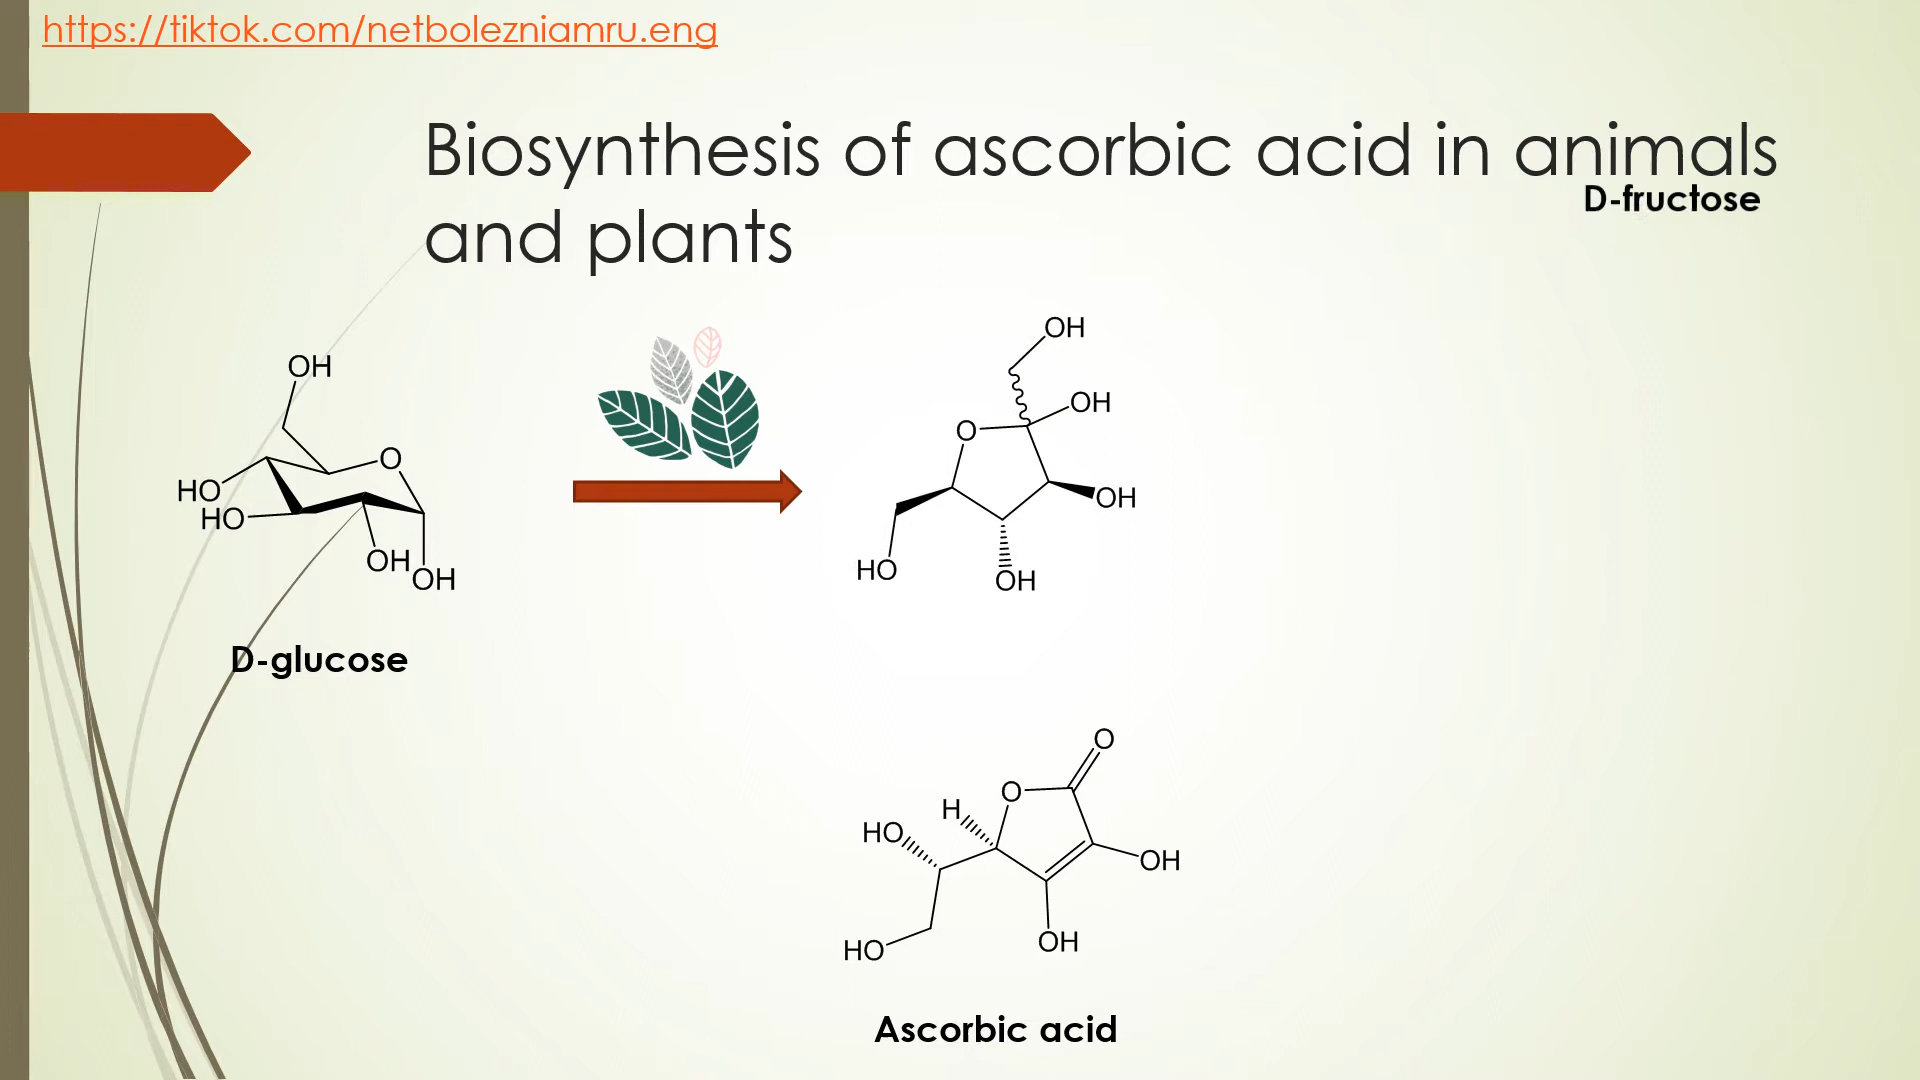 https://tiktok.com/netbolezniamru.eng
Biosynthesis of ascorbic acid in animals
and plants
D-fructose
OH
O
HO
HO
OH
OH
D-glucose
OH
OH
O
OH
HO
OH
O
O
H
HO
OH
OH
HO
Ascorbic acid